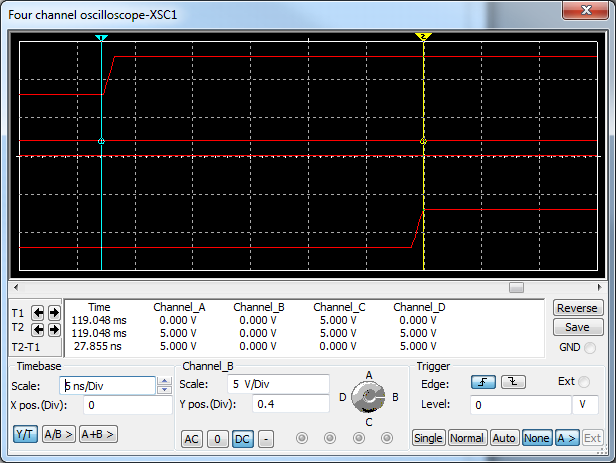 Four channel oscilloscope-XSC1
1 2
Time Channel_A Channel_B Channel_C Channel_D
T1 119.048 ms 0.000 V 0.000 V 5.000 V 0.000 V
T2 119.048 ms 5.000 V 0.000 V 5.000 V 5.000 V
T2-T1 27.855 ns 5.000 V 5.000 V 5.000 V 5.000 V
Reverse
Save
GND
Timebase
Scale: 5 ns/Div
X pos.(Div): 0
Y/T A/B > A+B >
Channel_B
Scale: 5 V/Div
Y pos.(Div): 0.4
AC 0 DC -
A
D B
C
Trigger
Edge: Ext
Level: 0 V
Single Normal Auto None A > Ext